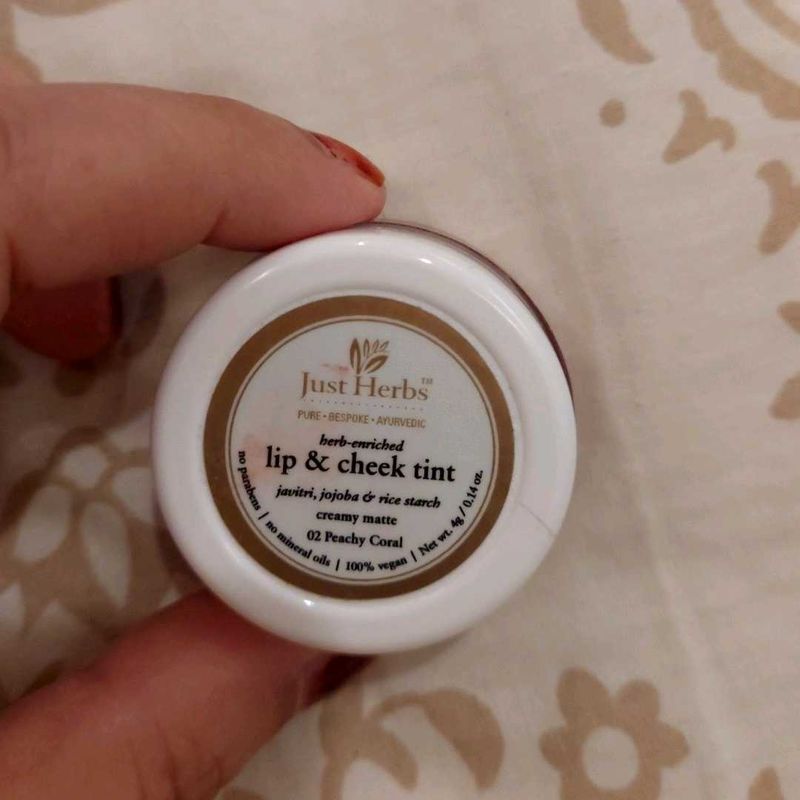 Just Herbs™
PURE • BESPOKE • AYURVEDIC
herb-enriched
lip & cheek tint
javitri, jojoba & rice starch
creamy matte
02 Peachy Coral
no parabens | no mineral oils | 100% vegan | Net wt. 4g / 0.14 oz.